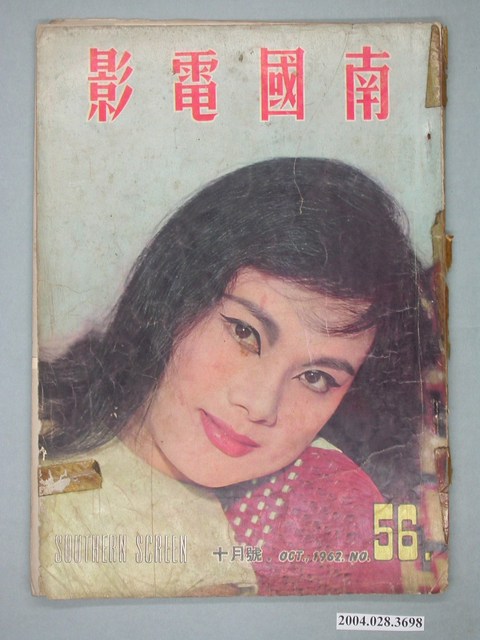 南國電影
SOUTHERN SCREEN
十月號 . OCT., 1962. NO. 56.
2004.028.3698